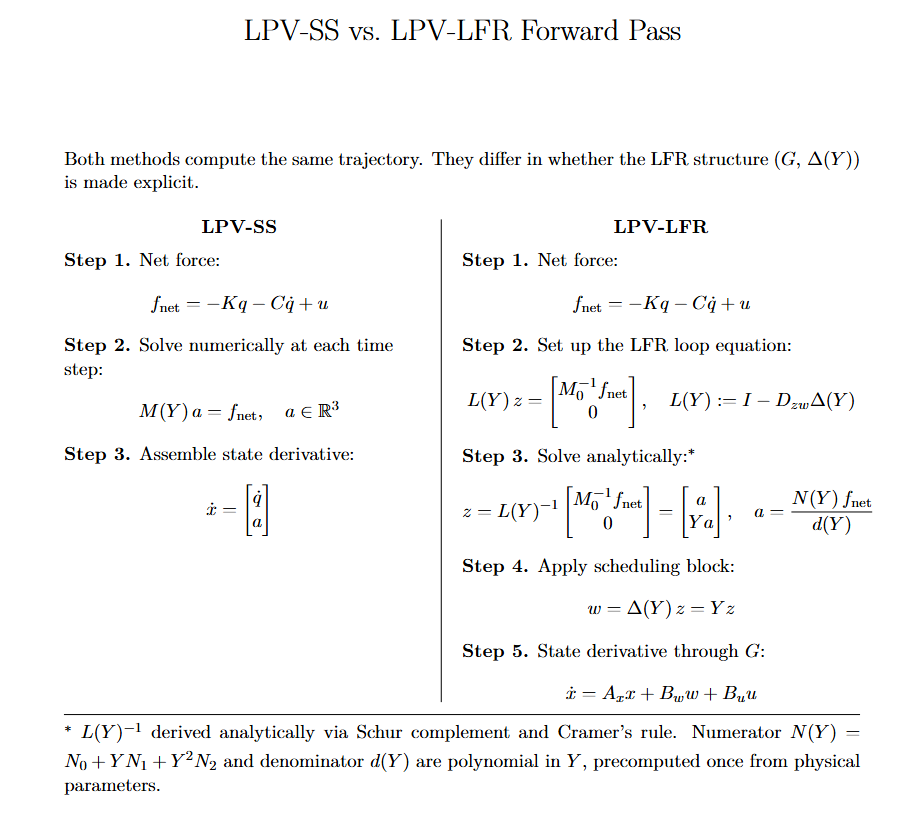 LPV-SS vs. LPV-LFR Forward Pass
Both methods compute the same trajectory. They differ in whether the LFR structure (G, Δ(Y))
is made explicit.
LPV-SS
Step 1. Net force:
f_net = −Kq − Cq̇ + u
Step 2. Solve numerically at each time
step:
M(Y) a = f_net, a ∈ ℝ³
Step 3. Assemble state derivative:
ẋ = [q̇; a]
LPV-LFR
Step 1. Net force:
f_net = −Kq − Cq̇ + u
Step 2. Set up the LFR loop equation:
L(Y) z = [M₀⁻¹ f_net; 0], L(Y) := I − D_zw Δ(Y)
Step 3. Solve analytically:*
z = L(Y)⁻¹ [M₀⁻¹ f_net; 0] = [a; Y a], a = N(Y) f_net / d(Y)
Step 4. Apply scheduling block:
w = Δ(Y) z = Y z
Step 5. State derivative through G:
ẋ = A_x x + B_w w + B_u u
* L(Y)⁻¹ derived analytically via Schur complement and Cramer's rule. Numerator N(Y) =
N₀ + Y N₁ + Y² N₂ and denominator d(Y) are polynomial in Y, precomputed once from physical
parameters.